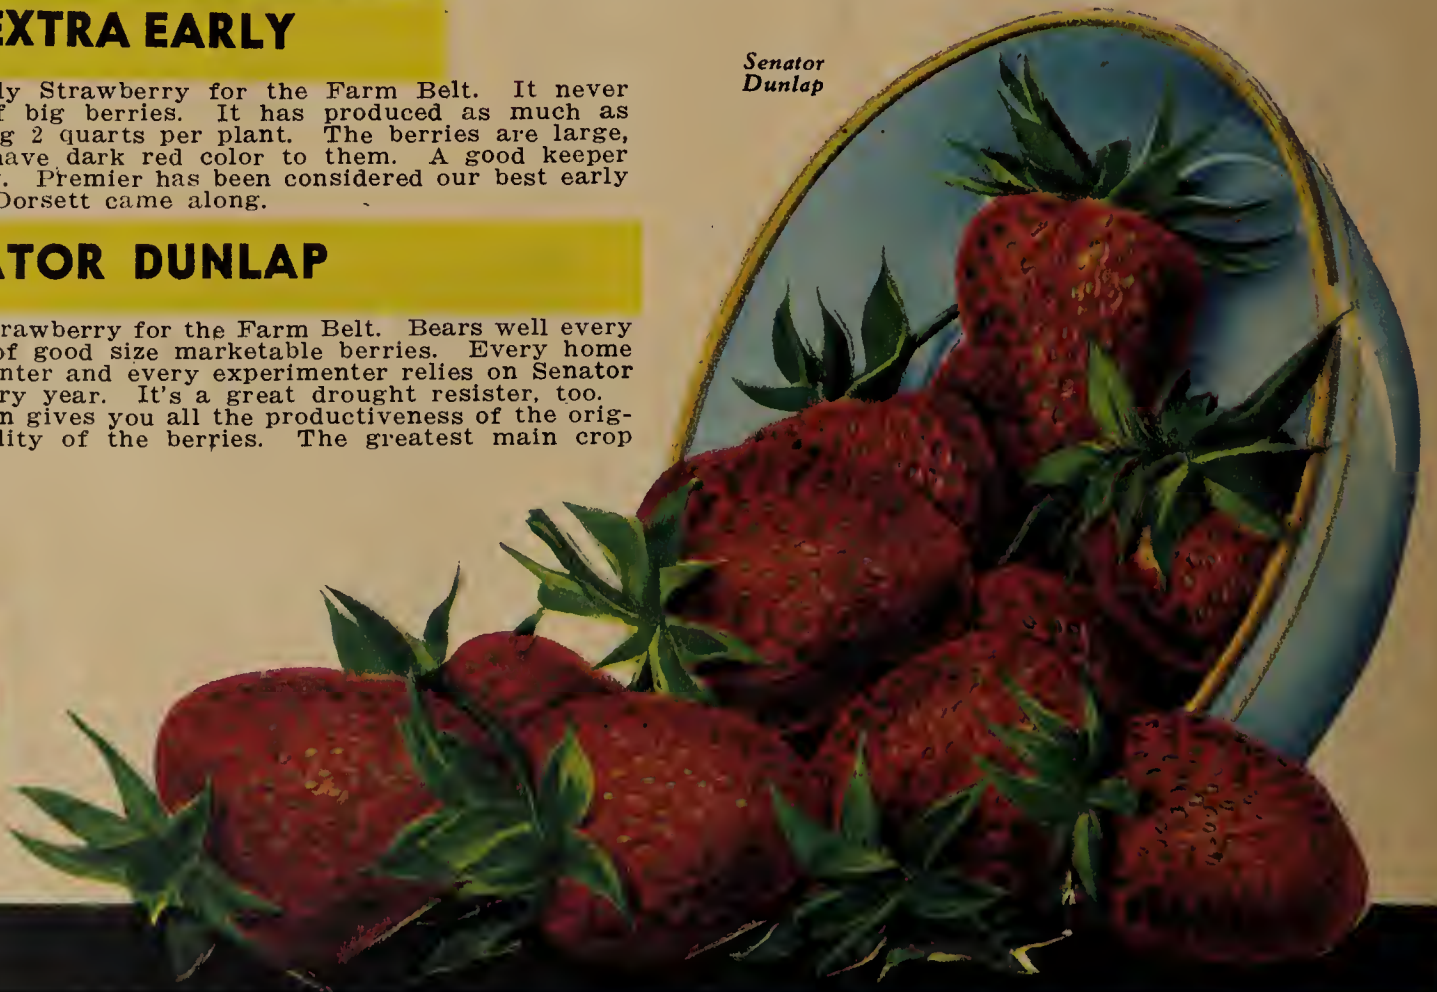 EXTRA EARLY
ly Strawberry for the Farm Belt. It never
f big berries. It has produced as much as
g 2 quarts per plant. The berries are large,
have dark red color to them. A good keeper
. Premier has been considered our best early
Dorsett came along.
ATOR DUNLAP
rawberry for the Farm Belt. Bears well every
of good size marketable berries. Every home
nter and every experimenter relies on Senator
ry year. It's a great drought resister, too.
n gives you all the productiveness of the orig-
lity of the berries. The greatest main crop
Senator
Dunlap